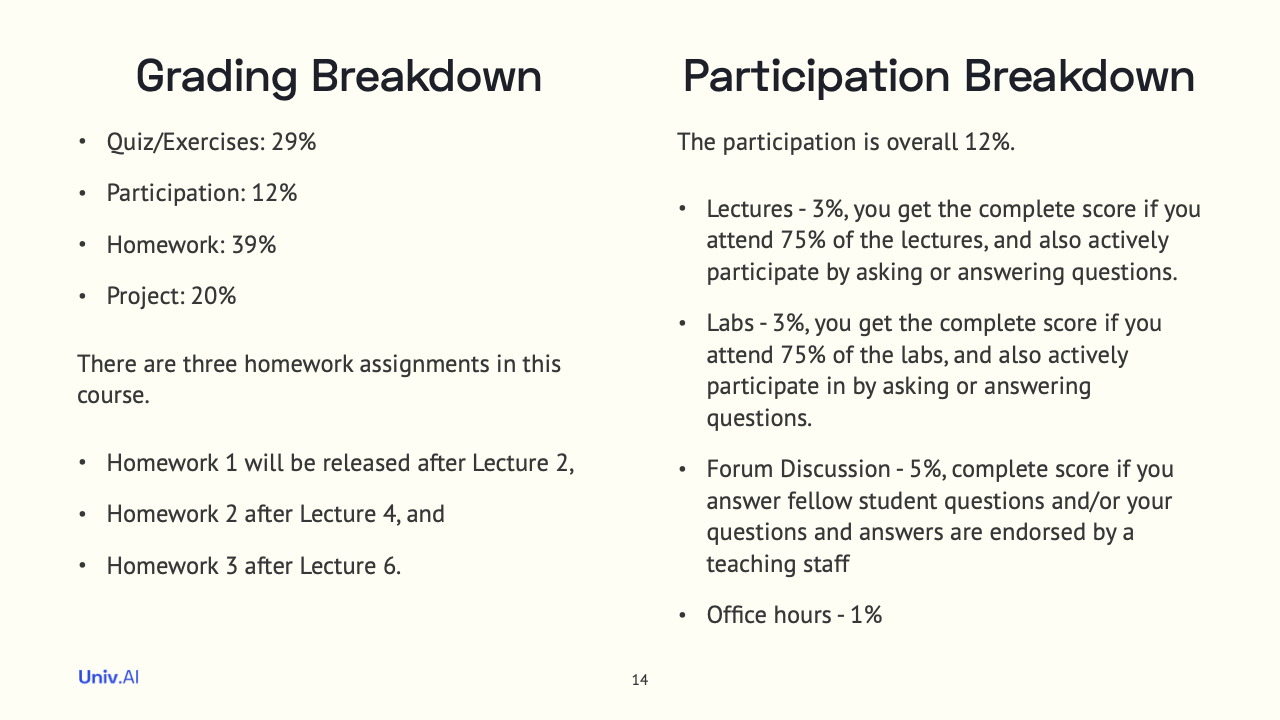 Grading Breakdown
• Quiz/Exercises: 29%
• Participation: 12%
• Homework: 39%
• Project: 20%
There are three homework assignments in this
course.
• Homework 1 will be released after Lecture 2,
• Homework 2 after Lecture 4, and
• Homework 3 after Lecture 6.
Participation Breakdown
The participation is overall 12%.
• Lectures - 3%, you get the complete score if you
attend 75% of the lectures, and also actively
participate by asking or answering questions.
• Labs - 3%, you get the complete score if you
attend 75% of the labs, and also actively
participate in by asking or answering
questions.
• Forum Discussion - 5%, complete score if you
answer fellow student questions and/or your
questions and answers are endorsed by a
teaching staff
• Office hours - 1%
Univ.AI
14